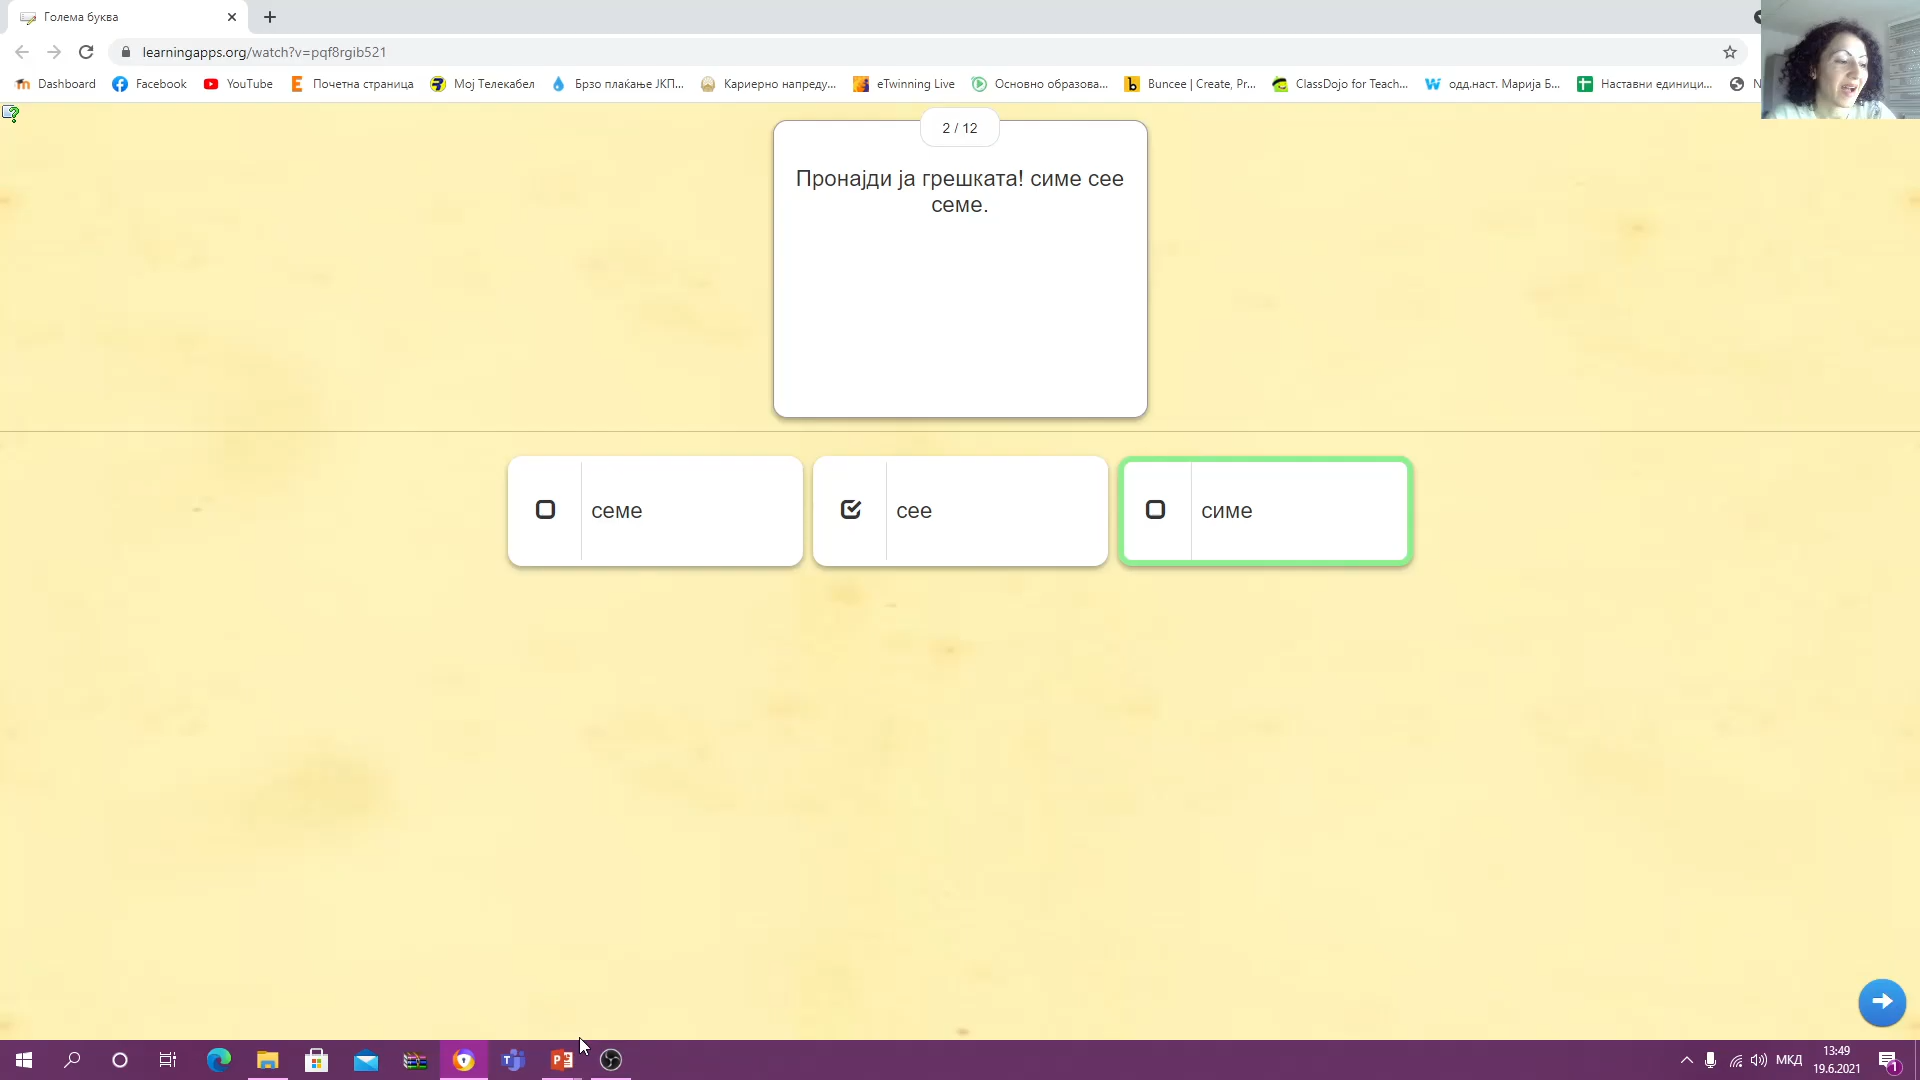 Голема буква
learningapps.org/watch?v=pqf8rgib521
Dashboard Facebook YouTube Почетна страница Мој Телекабел Брзо плаќање ЈКП... Кариерно напреду... eTwinning Live Основно образова... Buncee | Create, Pr... ClassDojo for Teach... одд.наст. Марија Б... Наставни единици...
2 / 12
Пронајди ја грешката! симе сее
семе.
семе
сее
симе
МКД
13:49
19.6.2021
1